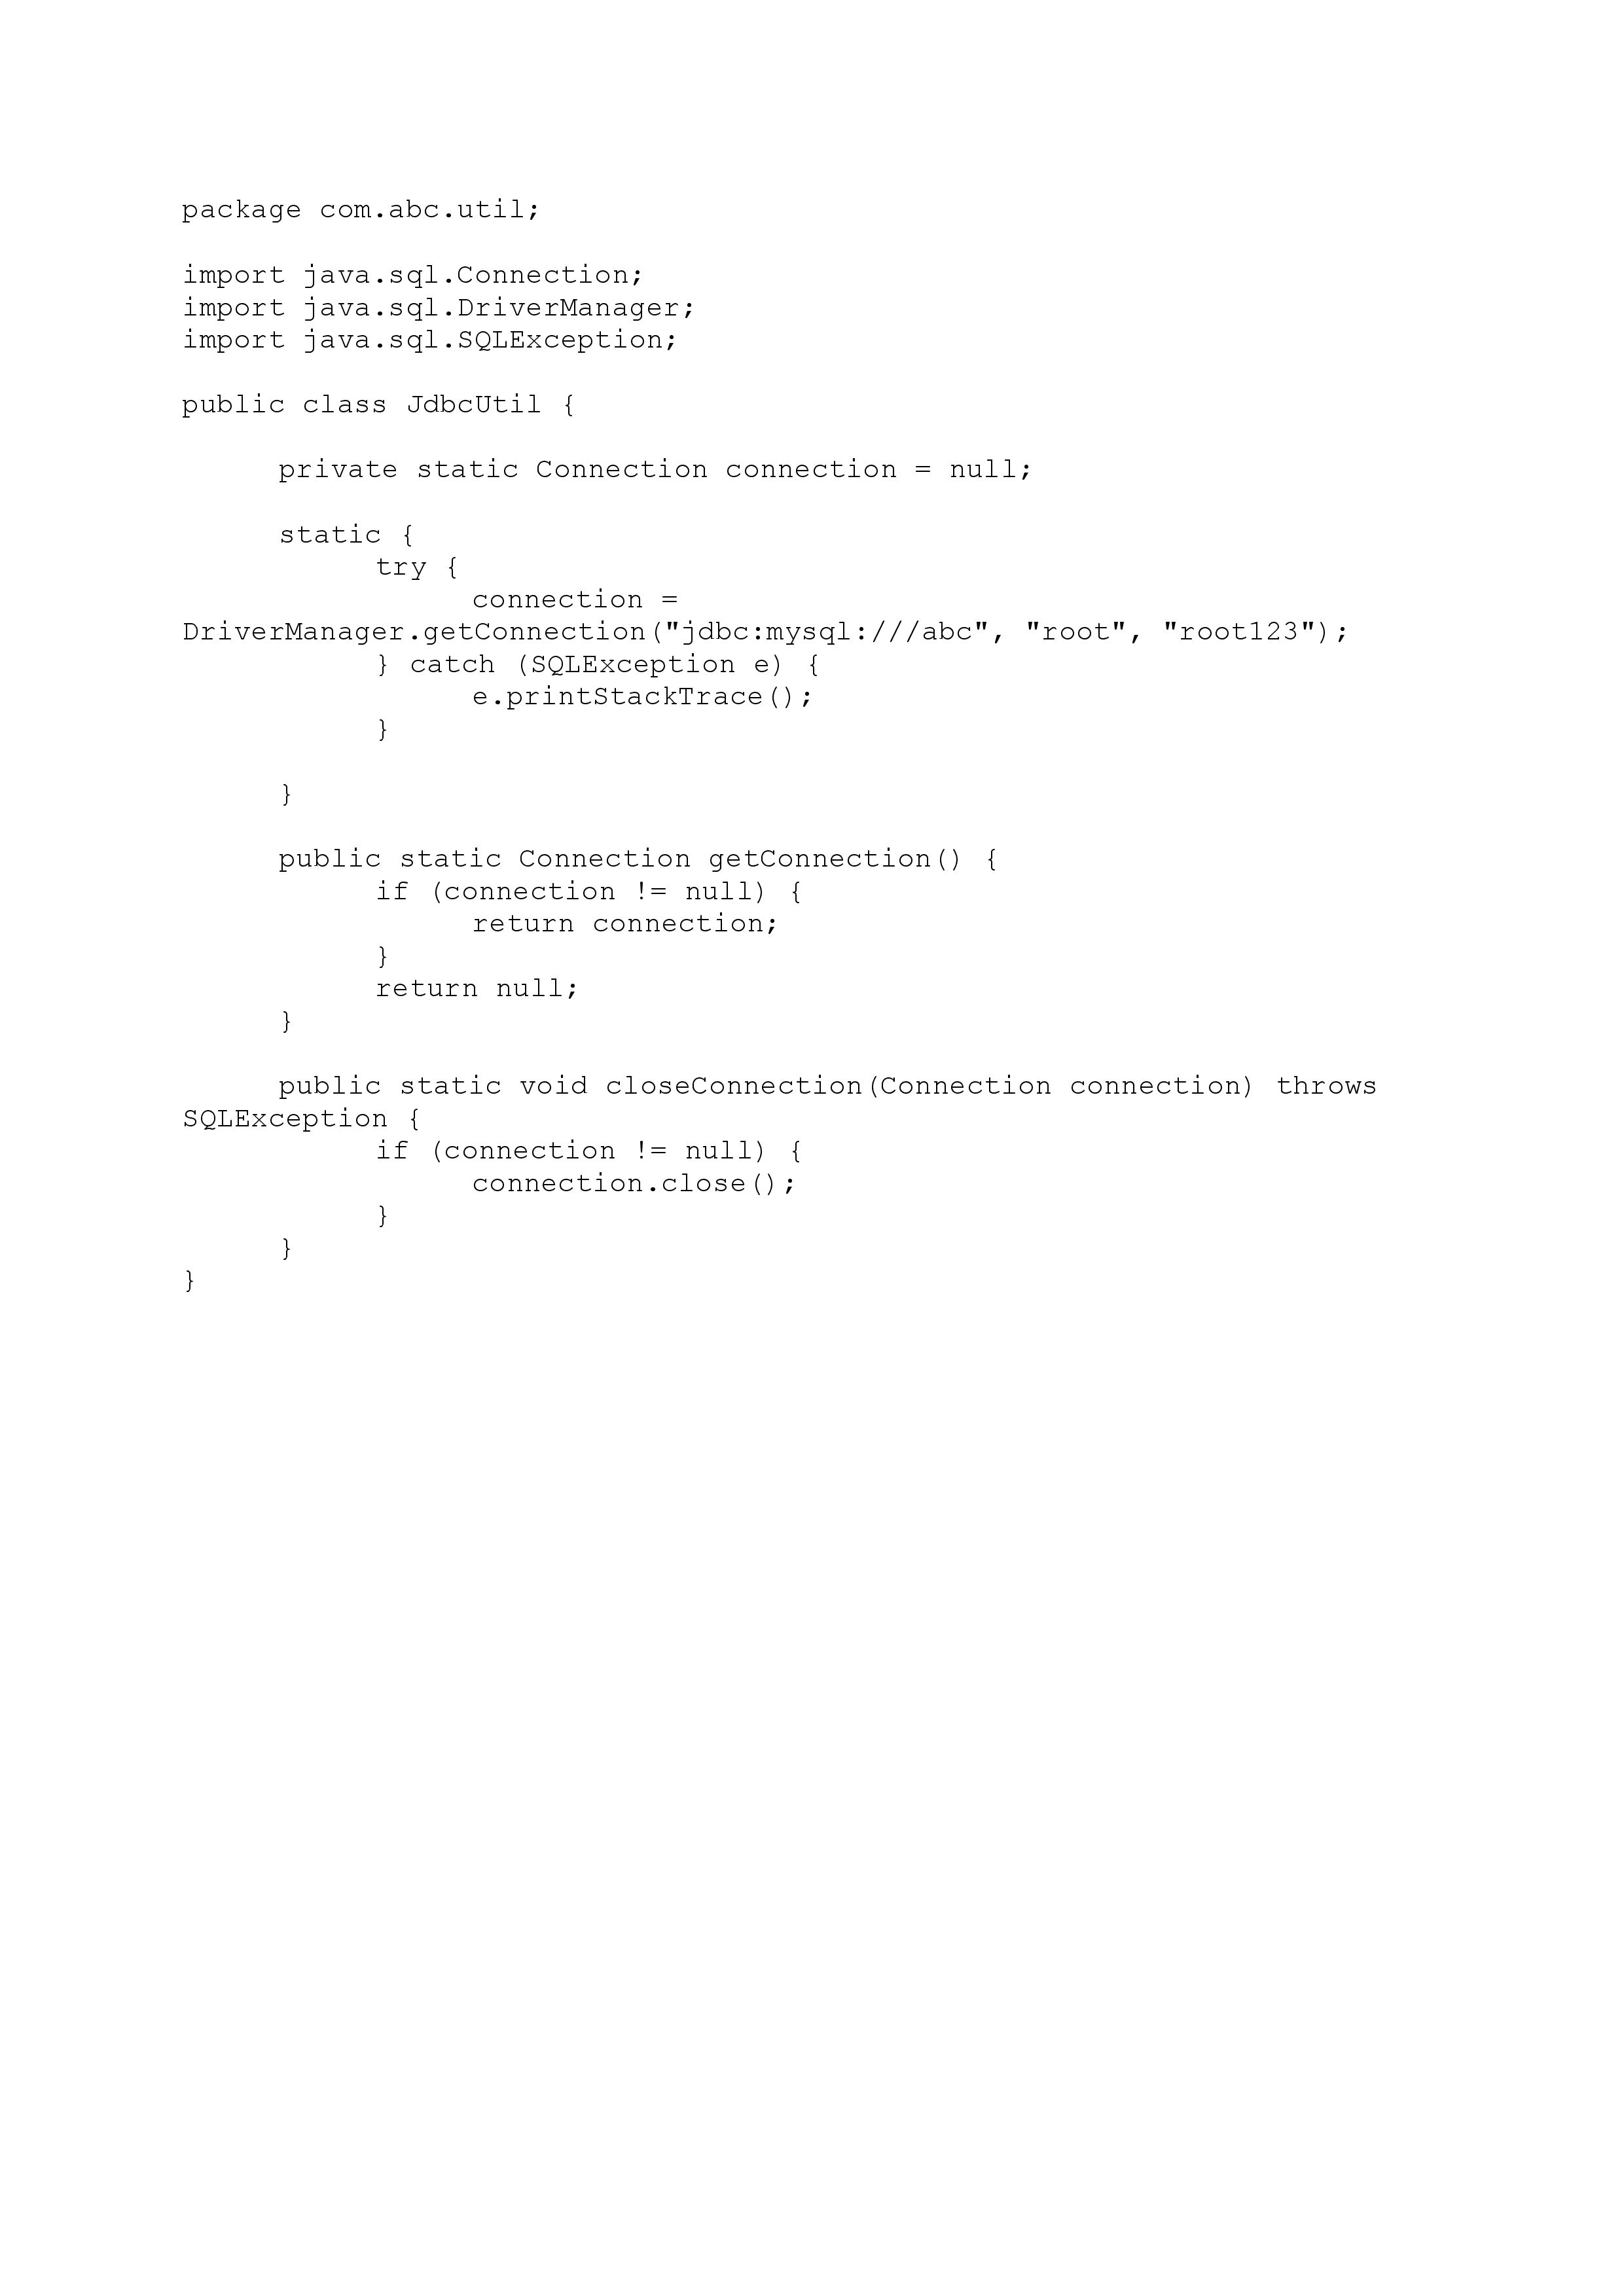 package com.abc.util;

import java.sql.Connection;
import java.sql.DriverManager;
import java.sql.SQLException;

public class JdbcUtil {

	private static Connection connection = null;

	static {
		try {
			connection =
DriverManager.getConnection("jdbc:mysql:///abc", "root", "root123");
		} catch (SQLException e) {
			e.printStackTrace();
		}

	}

	public static Connection getConnection() {
		if (connection != null) {
			return connection;
		}
		return null;
	}

	public static void closeConnection(Connection connection) throws
SQLException {
		if (connection != null) {
			connection.close();
		}
	}
}